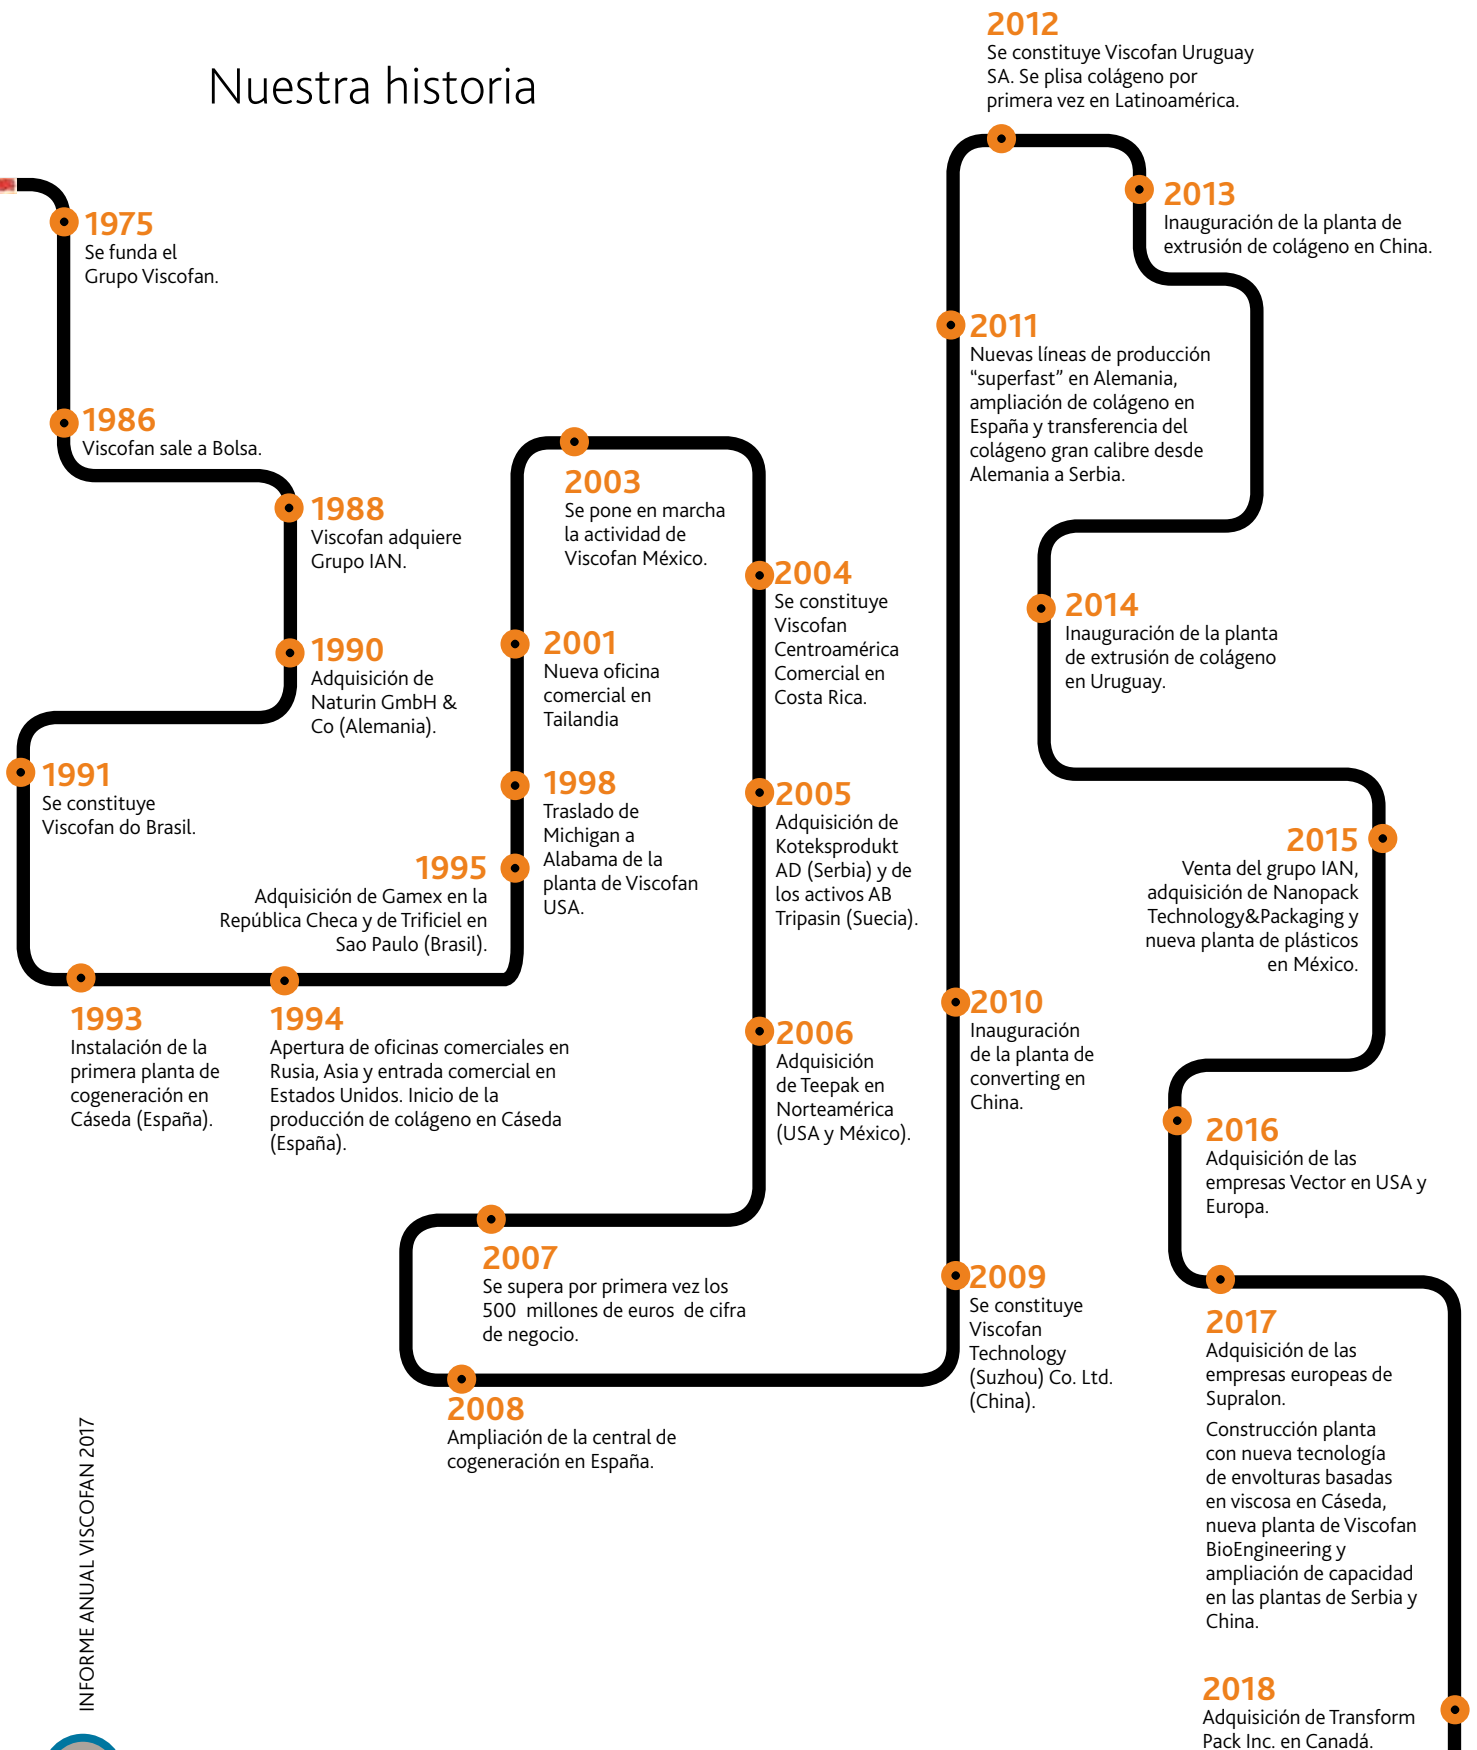 Nuestra historia
1975
Se funda el
Grupo Viscofan.
1986
Viscofan sale a Bolsa.
1988
Viscofan adquiere
Grupo IAN.
1990
Adquisición de
Naturin GmbH &
Co (Alemania).
1991
Se constituye
Viscofan do Brasil.
1993
Instalación de la
primera planta de
cogeneración en
Cáseda (España).
1994
Apertura de oficinas comerciales en
Rusia, Asia y entrada comercial en
Estados Unidos. Inicio de la
producción de colágeno en Cáseda
(España).
1995
Adquisición de Gamex en la
República Checa y de Trificiel en
Sao Paulo (Brasil).
1998
Traslado de
Michigan a
Alabama de la
planta de Viscofan
USA.
2001
Nueva oficina
comercial en
Tailandia
2003
Se pone en marcha
la actividad de
Viscofan México.
2004
Se constituye
Viscofan
Centroamérica
Comercial en
Costa Rica.
2005
Adquisición de
Koteksprodukt
AD (Serbia) y de
los activos AB
Tripasin (Suecia).
2006
Adquisición
de Teepak en
Norteamérica
(USA y México).
2007
Se supera por primera vez los
500 millones de euros de cifra
de negocio.
2008
Ampliación de la central de
cogeneración en España.
2009
Se constituye
Viscofan
Technology
(Suzhou) Co. Ltd.
(China).
2010
Inauguración
de la planta de
converting en
China.
2011
Nuevas líneas de producción
“superfast” en Alemania,
ampliación de colágeno en
España y transferencia del
colágeno gran calibre desde
Alemania a Serbia.
2012
Se constituye Viscofan Uruguay
SA. Se plisa colágeno por
primera vez en Latinoamérica.
2013
Inauguración de la planta de
extrusión de colágeno en China.
2014
Inauguración de la planta
de extrusión de colágeno
en Uruguay.
2015
Venta del grupo IAN,
adquisición de Nanopack
Technology&Packaging y
nueva planta de plásticos
en México.
2016
Adquisición de las
empresas Vector en USA y
Europa.
2017
Adquisición de las
empresas europeas de
Supralon.
Construcción planta
con nueva tecnología
de envolturas basadas
en viscosa en Cáseda,
nueva planta de Viscofan
BioEngineering y
ampliación de capacidad
en las plantas de Serbia y
China.
2018
Adquisición de Transform
Pack Inc. en Canadá.
INFORME ANUAL VISCOFAN 2017